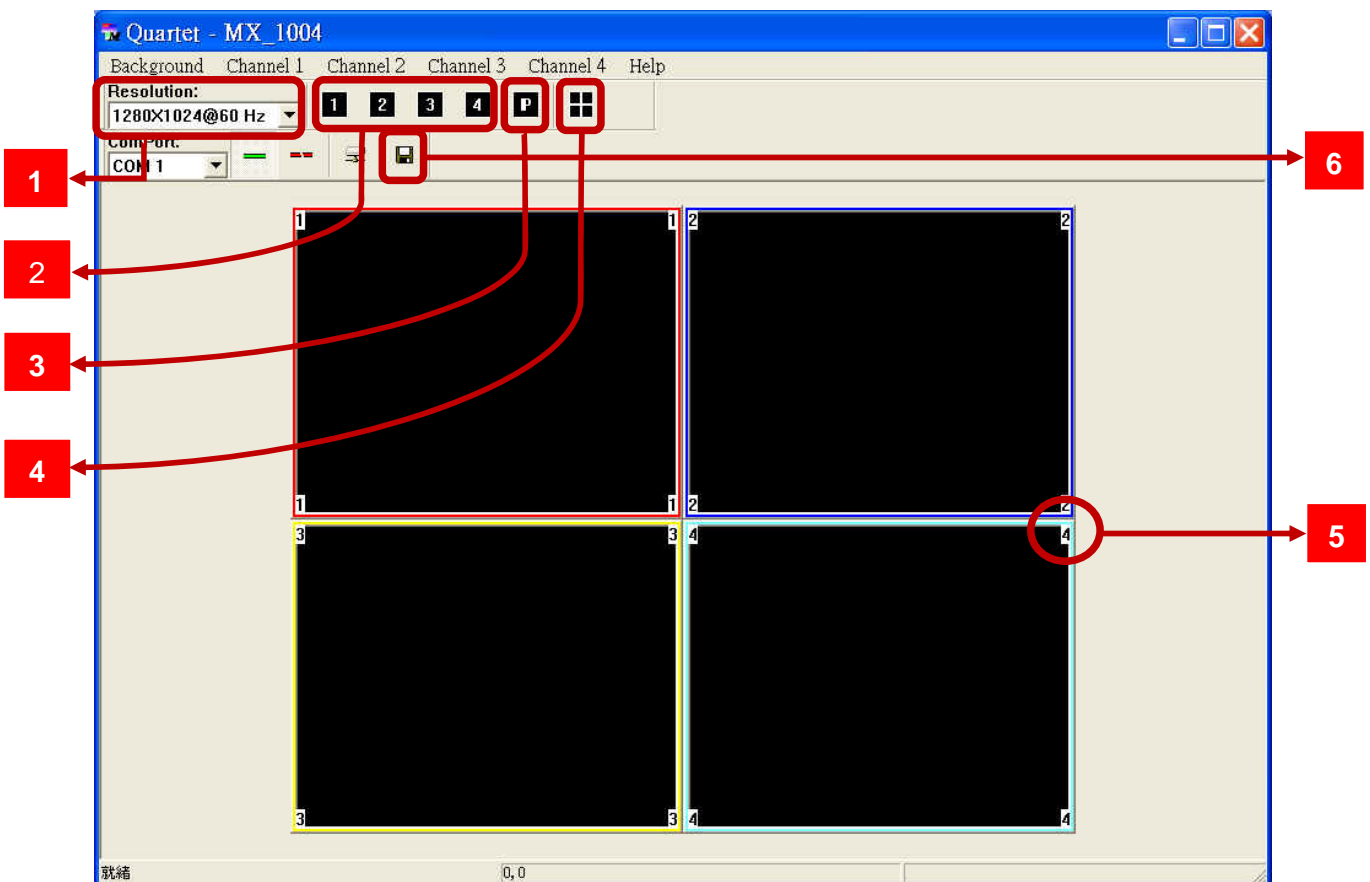 Quartet - MX_1004
Background Channel 1 Channel 2 Channel 3 Channel 4 Help
Resolution:
1280X1024@60 Hz
1 2 3 4 P
ComPort:
COM 1
1
6
1 1 2 2
2
3
4
1 1 2 2
3 3 4 4
5
3 3 4 4
就緒 0, 0